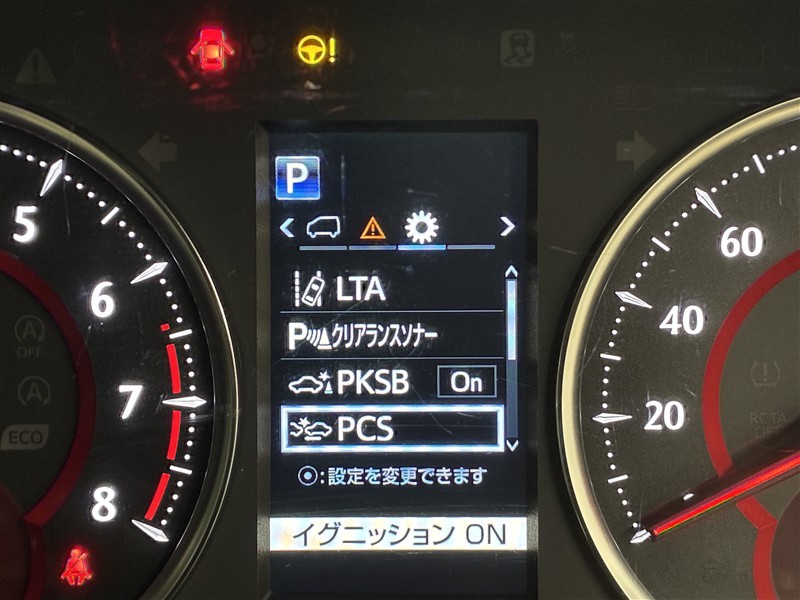 P
LTA
Pクリアランスソナー
PKSB On
PCS
:設定を変更できます
イグニッション ON
5
6
7
8
A
OFF
A
ECO
60
40
20
RCTA